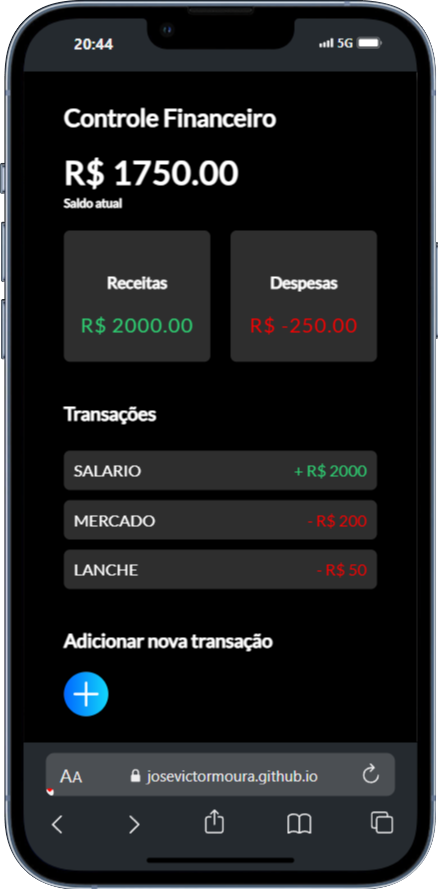 20:44 5G
Controle Financeiro
R$ 1750.00
Saldo atual
Receitas Despesas
R$ 2000.00 R$ -250.00
Transações
SALARIO + R$ 2000
MERCADO - R$ 200
LANCHE - R$ 50
Adicionar nova transação
AA josevictormoura.github.io